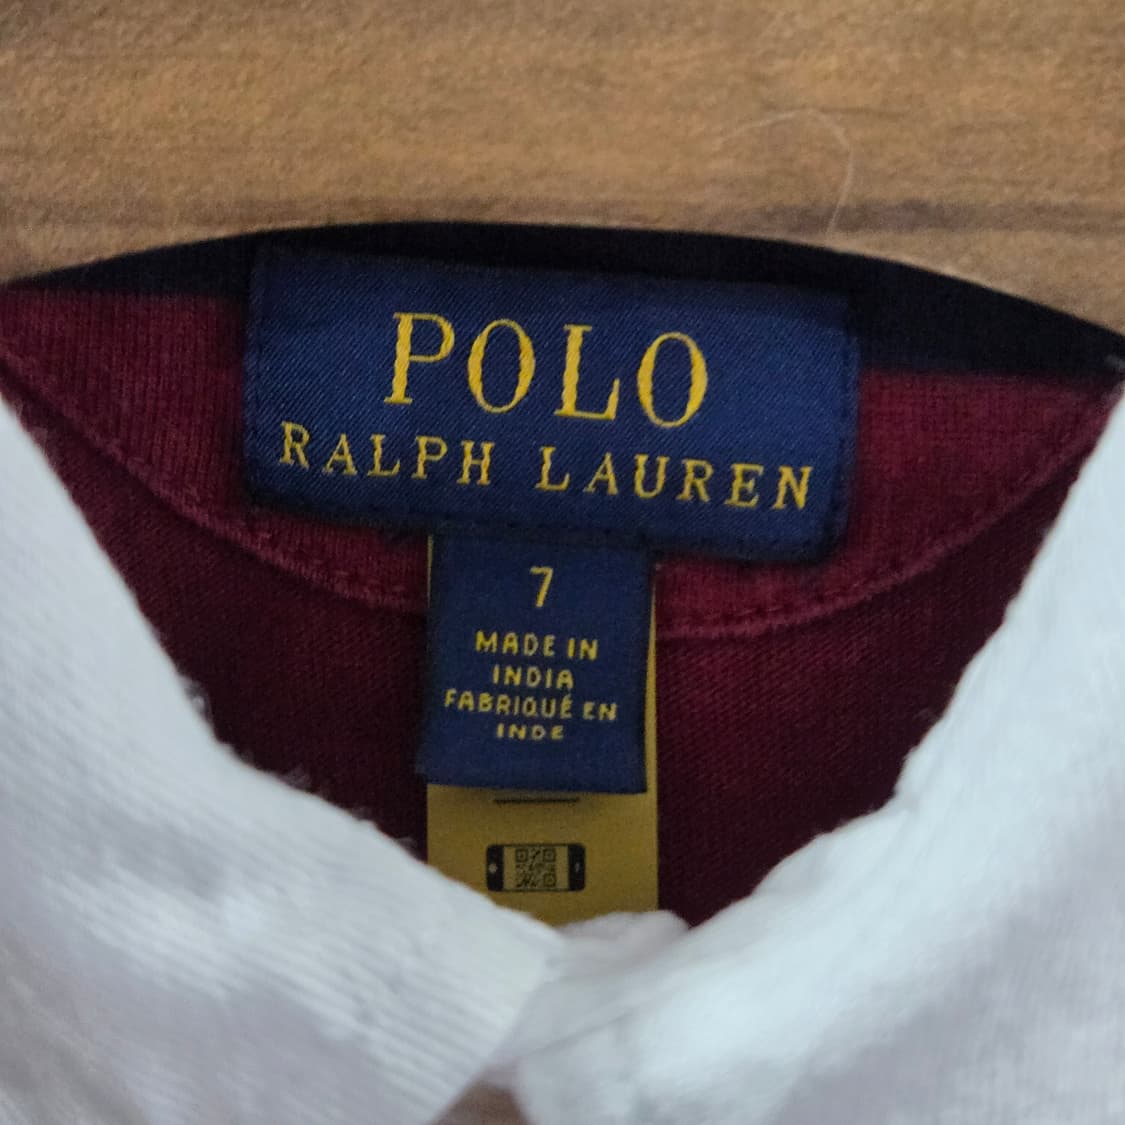 POLO
RALPH LAUREN
7
MADE IN
INDIA
FABRIQUÉ EN
INDE